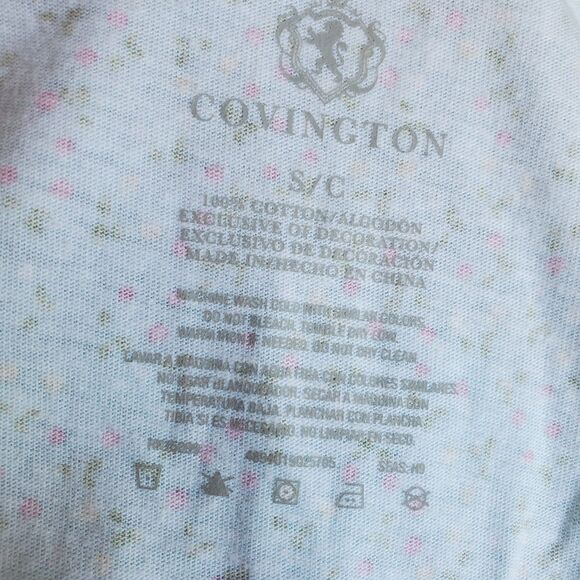 COVINGTON
S/C
100% COTTON/ALGODÓN
EXCLUSIVE OF DECORATION/
EXCLUSIVO DE DECORACIÓN
MADE IN/HECHO EN CHINA
MACHINE WASH COLD WITH SIMILAR COLORS.
DO NOT BLEACH. TUMBLE DRY LOW.
WARM IRON IF NEEDED. DO NOT DRY CLEAN.
LAVAR A MAQUINA CON AGUA FRIA CON COLORES SIMILARES.
NO USAR BLANQUEADOR. SECAR A MAQUINA CON
TEMPERATURA BAJA. PLANCHAR CON PLANCHA
TIBIA SI ES NECESARIO. NO LIMPIAR EN SECO.